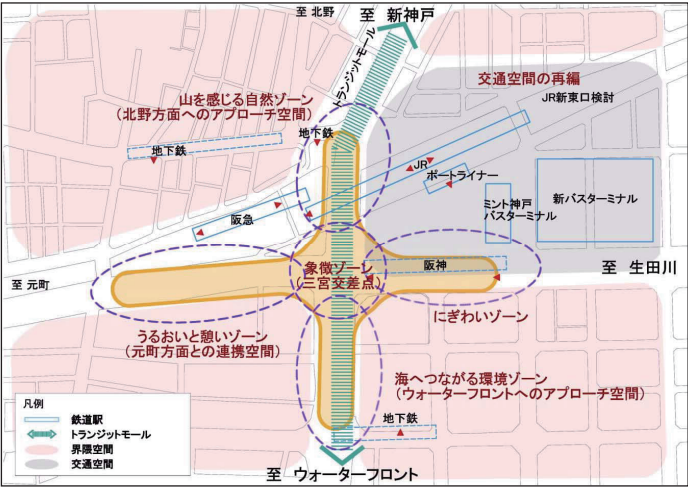 至 北野
至 新神戸
トランジットモール
交通空間の再編
JR新東口検討
山を感じる自然ゾーン
(北野方面へのアプローチ空間)
地下鉄
地下鉄
JR
ポートライナー
ミント神戸
バスターミナル
新バスターミナル
阪急
象徴ゾーン
(三宮交差点)
阪神
至 生田川
至 元町
にぎわいゾーン
うるおいと憩いゾーン
(元町方面との連携空間)
海へつながる環境ゾーン
(ウォーターフロントへのアプローチ空間)
地下鉄
凡例
鉄道駅
トランジットモール
界隈空間
交通空間
至 ウォーターフロント